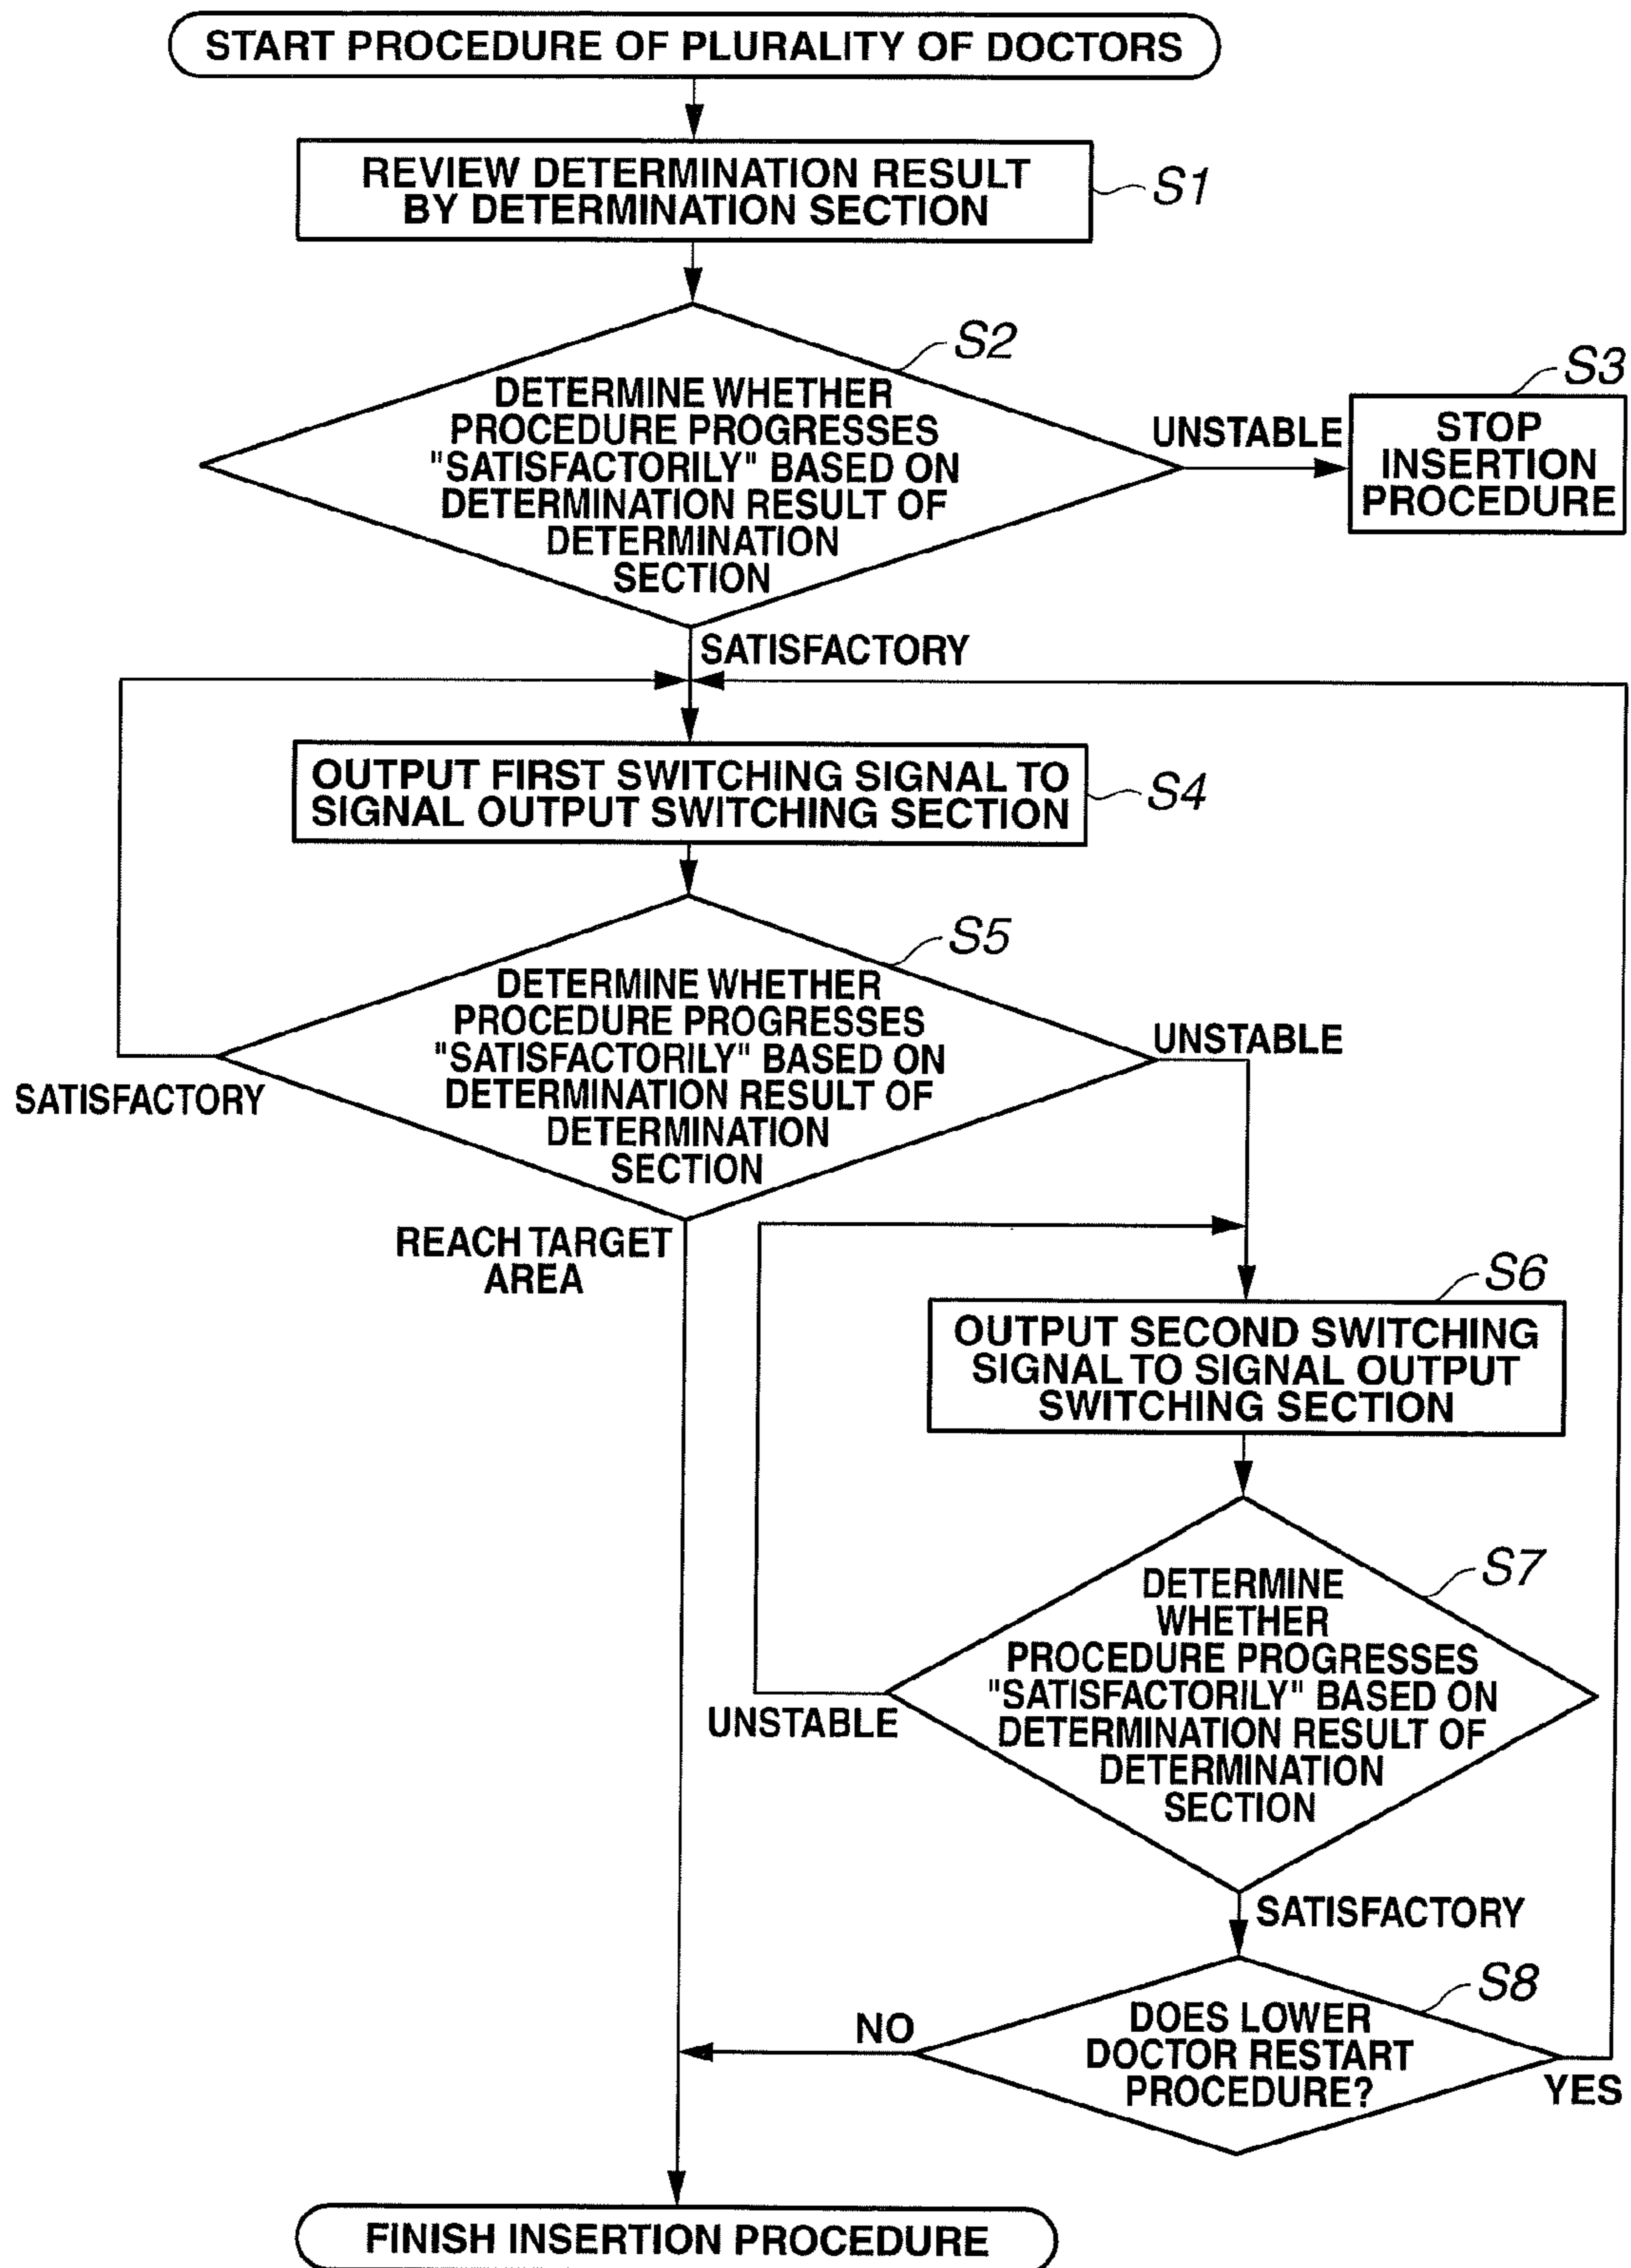 START PROCEDURE OF PLURALITY OF DOCTORS
REVIEW DETERMINATION RESULT
BY DETERMINATION SECTION
S1
S2
DETERMINE WHETHER
PROCEDURE PROGRESSES
"SATISFACTORILY" BASED ON
DETERMINATION RESULT OF
DETERMINATION
SECTION
UNSTABLE
S3
STOP
INSERTION
PROCEDURE
SATISFACTORY
OUTPUT FIRST SWITCHING SIGNAL TO
SIGNAL OUTPUT SWITCHING SECTION
S4
S5
DETERMINE WHETHER
PROCEDURE PROGRESSES
"SATISFACTORILY" BASED ON
DETERMINATION RESULT OF
DETERMINATION
SECTION
SATISFACTORY
UNSTABLE
REACH TARGET
AREA
S6
OUTPUT SECOND SWITCHING
SIGNAL TO SIGNAL OUTPUT
SWITCHING SECTION
S7
DETERMINE
WHETHER
PROCEDURE PROGRESSES
"SATISFACTORILY" BASED ON
DETERMINATION RESULT OF
DETERMINATION
SECTION
UNSTABLE
SATISFACTORY
S8
DOES LOWER
DOCTOR RESTART
PROCEDURE?
NO
YES
FINISH INSERTION PROCEDURE